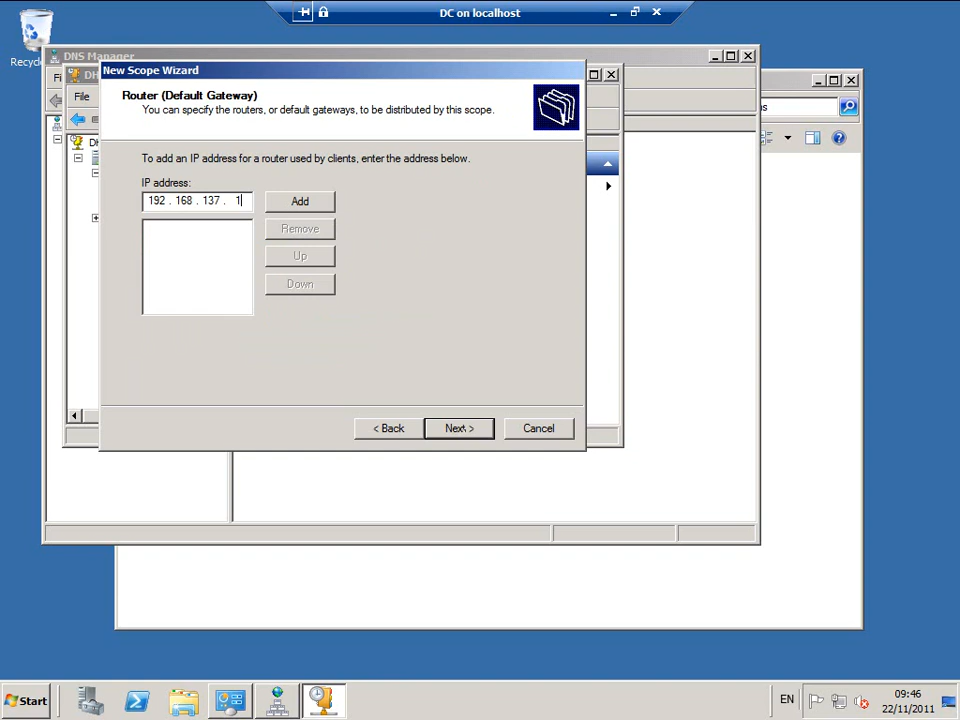 DC on localhost
Recyc
DNS Manager
Fi
DH
New Scope Wizard
File
Router (Default Gateway)
You can specify the routers, or default gateways, to be distributed by this scope.
To add an IP address for a router used by clients, enter the address below.
IP address:
192 . 168 . 137 . 1
Add
Remove
Up
Down
< Back
Next >
Cancel
Start
EN
09:46
22/11/2011